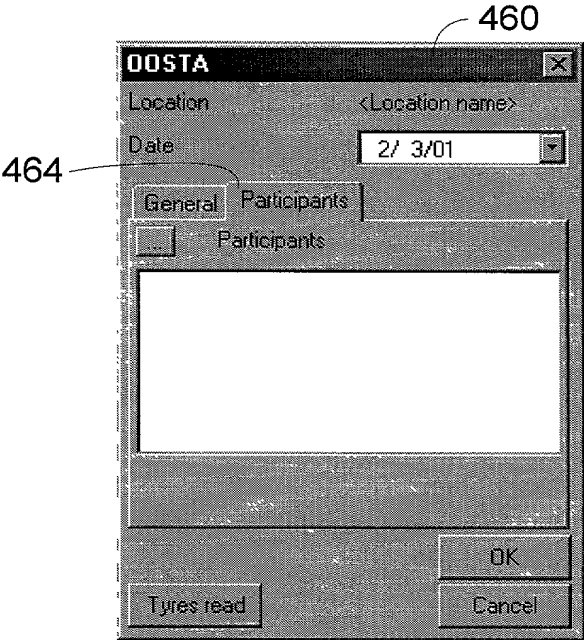 460
OOSTA
Location <Location name>
Date 2/ 3/01
464
General Participants
... Participants
OK
Tyres read Cancel